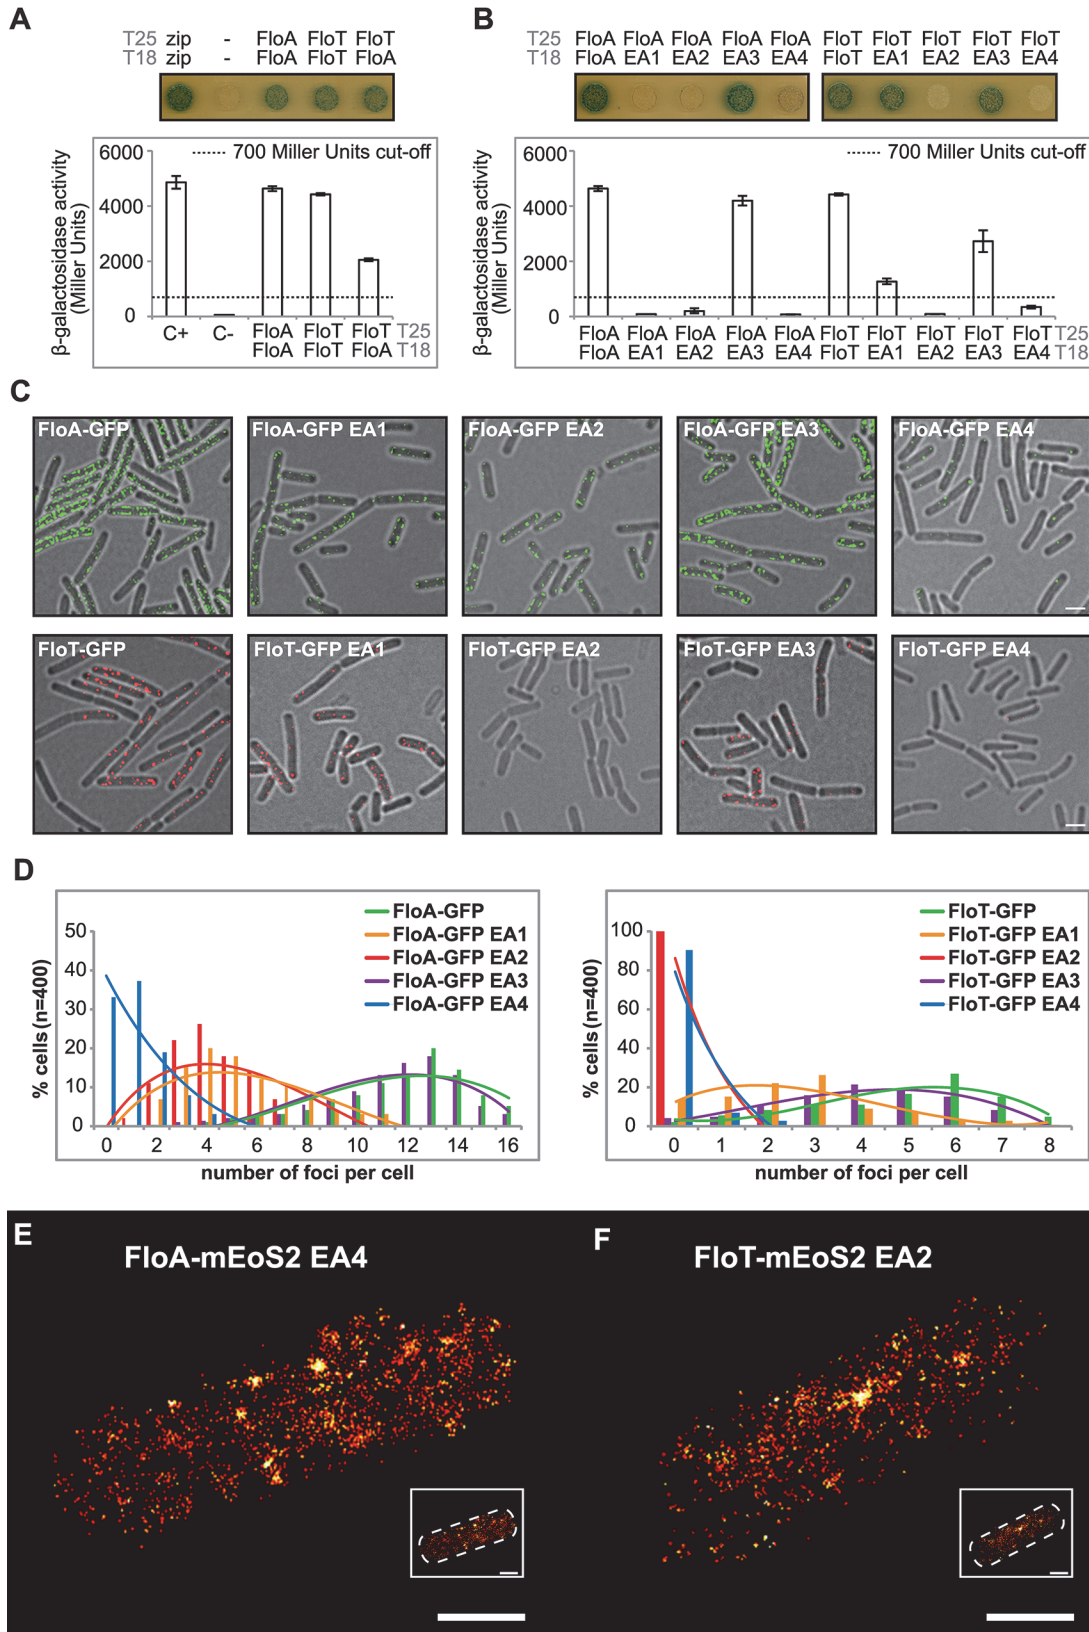 A
T25 zip - FloA FloT FloT
T18 zip - FloA FloT FloA
6000
4000
2000
0
β-galactosidase activity
(Miller Units)
700 Miller Units cut-off
C+ C- FloA FloT FloT T25
FloA FloT FloA T18
B
T25 FloA FloA FloA FloA FloA FloT FloT FloT FloT FloT
T18 FloA EA1 EA2 EA3 EA4 FloT EA1 EA2 EA3 EA4
6000
4000
2000
0
β-galactosidase activity
(Miller Units)
700 Miller Units cut-off
FloA FloA FloA FloA FloA FloT FloT FloT FloT FloT T25
FloA EA1 EA2 EA3 EA4 FloT EA1 EA2 EA3 EA4 T18
C
FloA-GFP
FloA-GFP EA1
FloA-GFP EA2
FloA-GFP EA3
FloA-GFP EA4
FloT-GFP
FloT-GFP EA1
FloT-GFP EA2
FloT-GFP EA3
FloT-GFP EA4
D
FloA-GFP
FloA-GFP EA1
FloA-GFP EA2
FloA-GFP EA3
FloA-GFP EA4
50
40
30
20
10
0
% cells (n=400)
0 2 4 6 8 10 12 14 16
number of foci per cell
FloT-GFP
FloT-GFP EA1
FloT-GFP EA2
FloT-GFP EA3
FloT-GFP EA4
100
80
60
40
20
0
% cells (n=400)
0 1 2 3 4 5 6 7 8
number of foci per cell
E
FloA-mEoS2 EA4
F
FloT-mEoS2 EA2